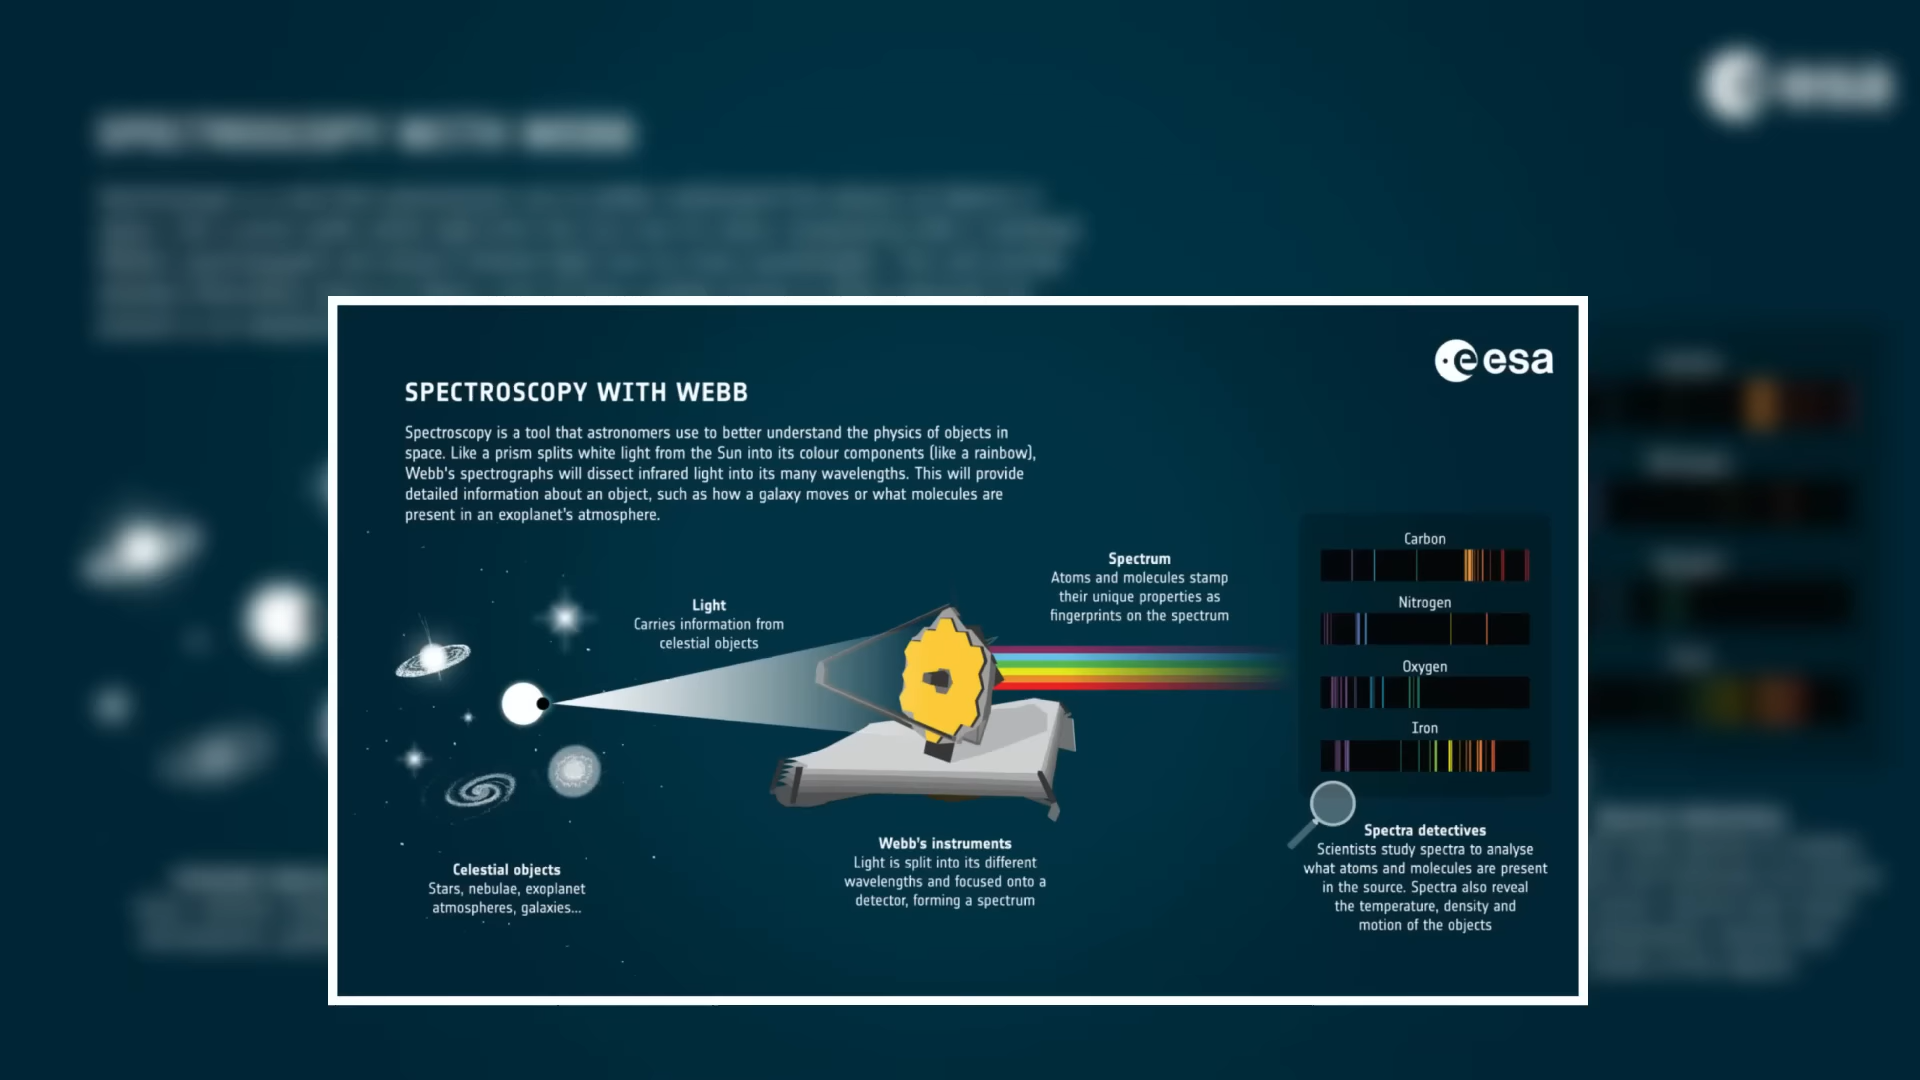 esa
SPECTROSCOPY WITH WEBB
Spectroscopy is a tool that astronomers use to better understand the physics of objects in
space. Like a prism splits white light from the Sun into its colour components (like a rainbow),
Webb's spectrographs will dissect infrared light into its many wavelengths. This will provide
detailed information about an object, such as how a galaxy moves or what molecules are
present in an exoplanet's atmosphere.
Light
Carries information from
celestial objects
Spectrum
Atoms and molecules stamp
their unique properties as
fingerprints on the spectrum
Carbon
Nitrogen
Oxygen
Iron
Celestial objects
Stars, nebulae, exoplanet
atmospheres, galaxies...
Webb's instruments
Light is split into its different
wavelengths and focused onto a
detector, forming a spectrum
Spectra detectives
Scientists study spectra to analyse
what atoms and molecules are present
in the source. Spectra also reveal
the temperature, density and
motion of the objects